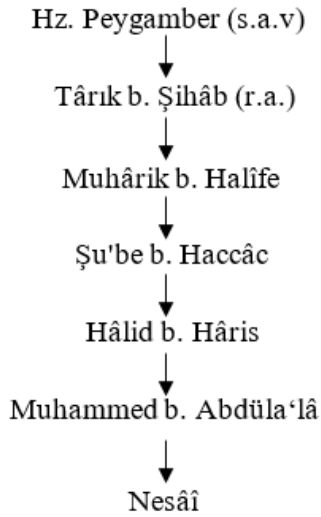 Hz. Peygamber (s.a.v)
Târık b. Şihâb (r.a.)
Muhârik b. Halîfe
Şu'be b. Haccâc
Hâlid b. Hâris
Muhammed b. Abdüla‘lâ
Nesâî